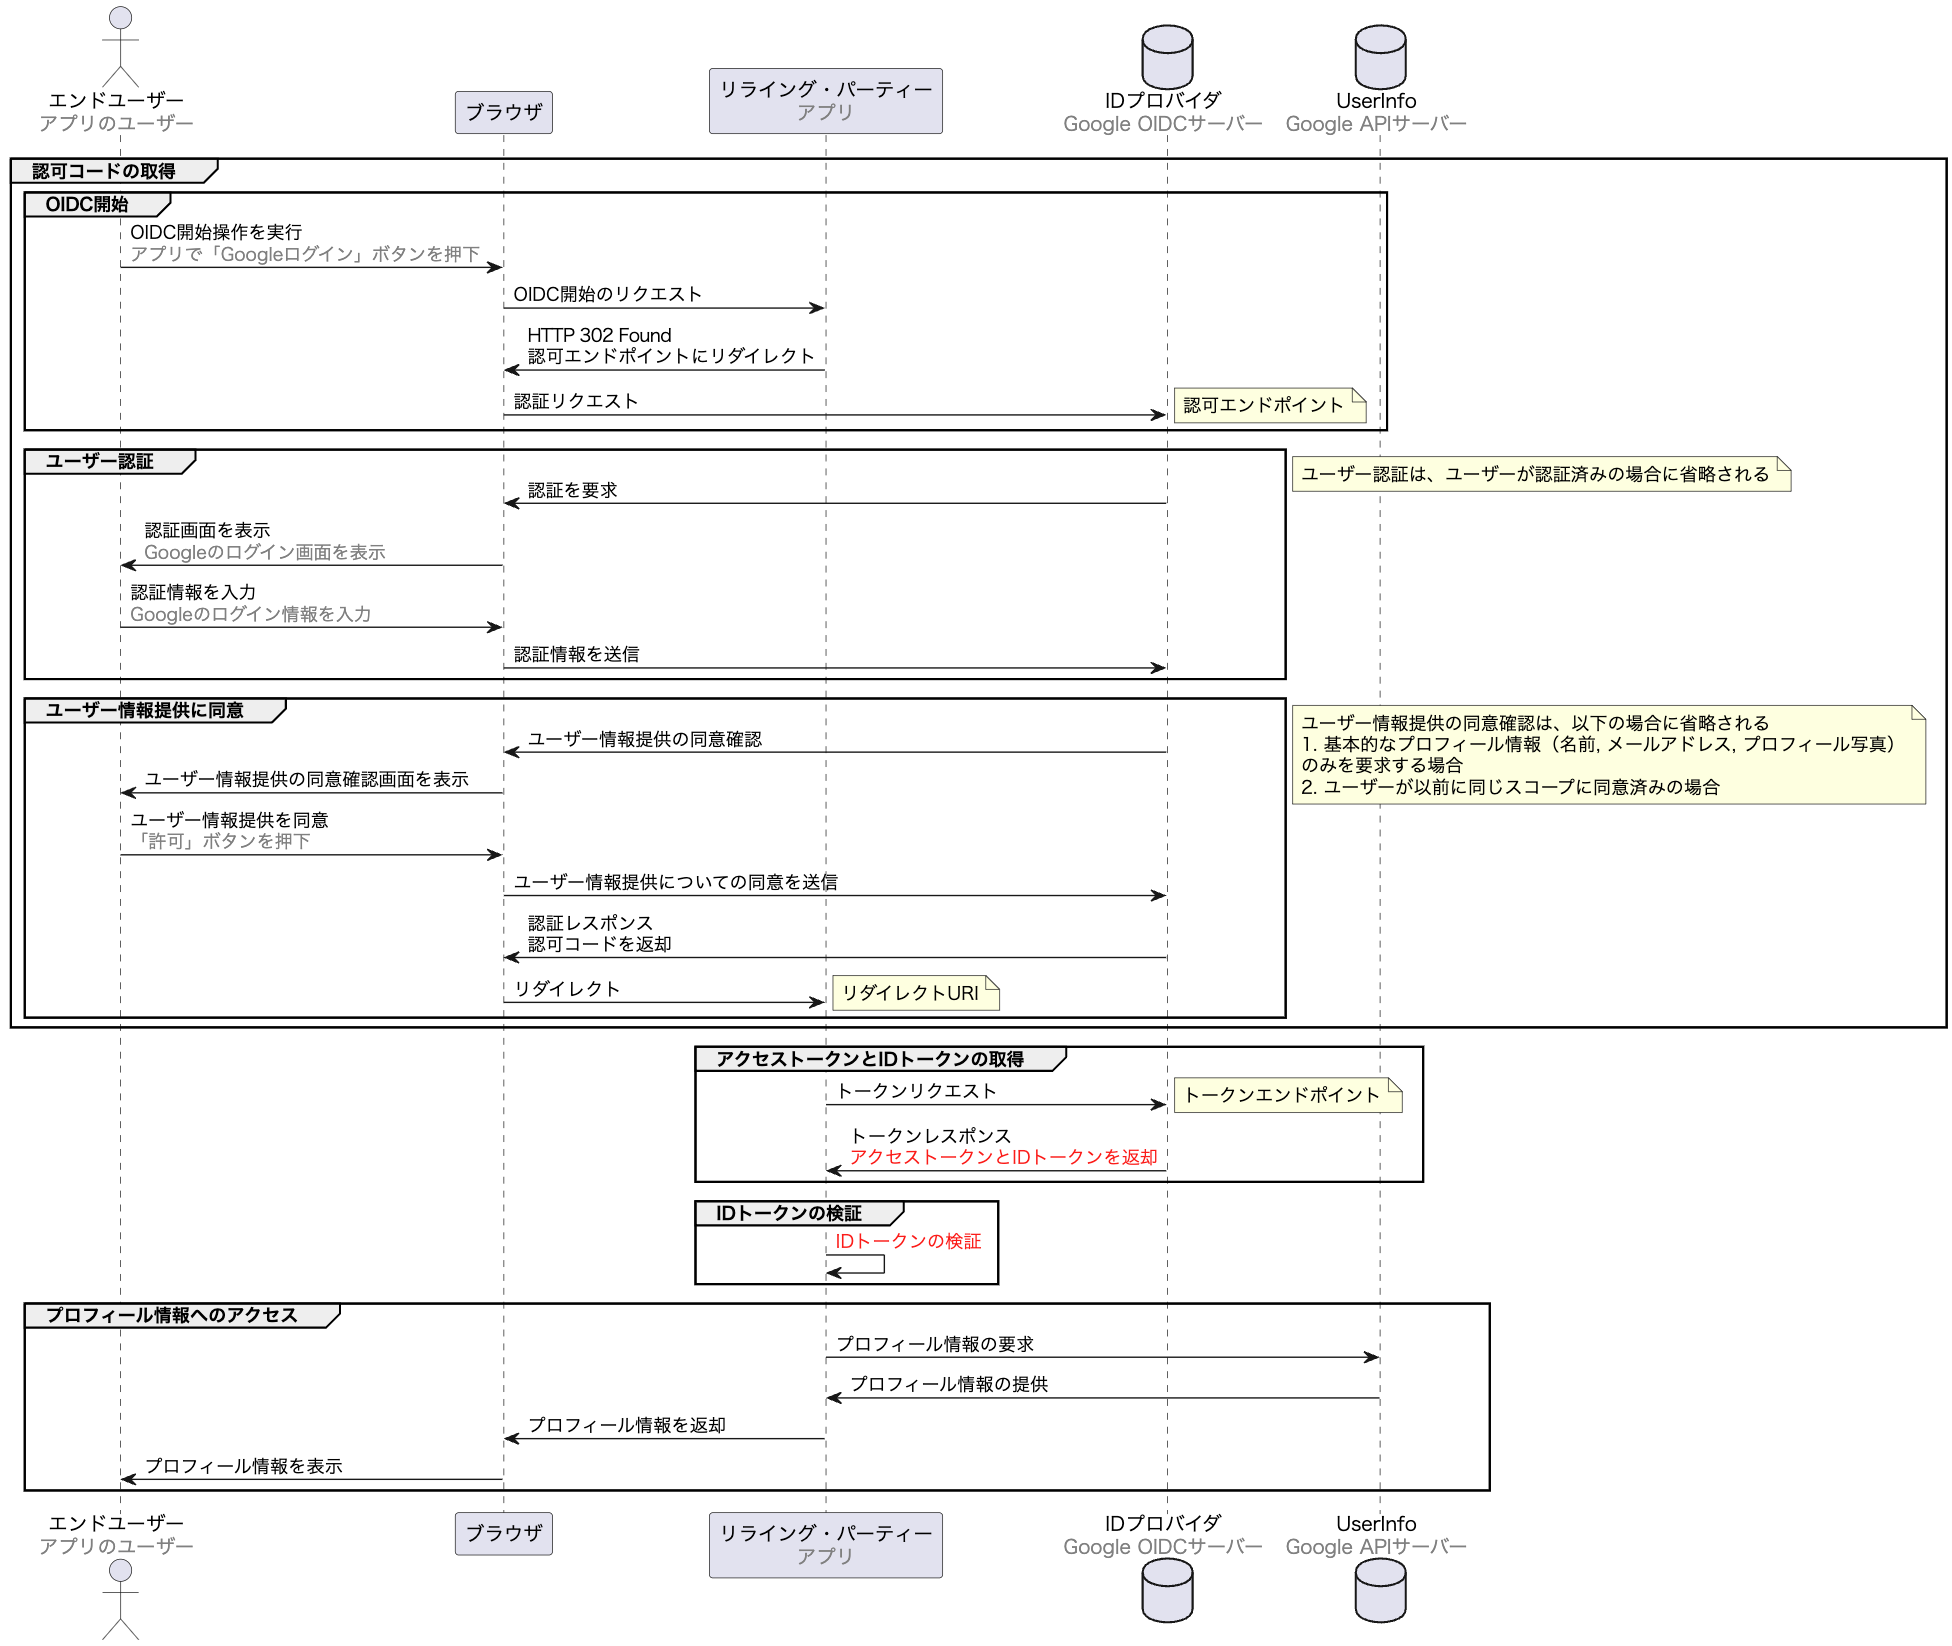 エンドユーザー
アプリのユーザー
ブラウザ
リライング・パーティー
アプリ
IDプロバイダ
Google OIDCサーバー
UserInfo
Google APIサーバー
認可コードの取得
OIDC開始
OIDC開始操作を実行
アプリで「Googleログイン」ボタンを押下
OIDC開始のリクエスト
HTTP 302 Found
認可エンドポイントにリダイレクト
認証リクエスト
認可エンドポイント
ユーザー認証
ユーザー認証は、ユーザーが認証済みの場合に省略される
認証を要求
認証画面を表示
Googleのログイン画面を表示
認証情報を入力
Googleのログイン情報を入力
認証情報を送信
ユーザー情報提供に同意
ユーザー情報提供の同意確認は、以下の場合に省略される
1. 基本的なプロフィール情報（名前, メールアドレス, プロフィール写真）
のみを要求する場合
2. ユーザーが以前に同じスコープに同意済みの場合
ユーザー情報提供の同意確認
ユーザー情報提供の同意確認画面を表示
ユーザー情報提供を同意
「許可」ボタンを押下
ユーザー情報提供についての同意を送信
認証レスポンス
認可コードを返却
リダイレクト
リダイレクトURI
アクセストークンとIDトークンの取得
トークンリクエスト
トークンエンドポイント
トークンレスポンス
アクセストークンとIDトークンを返却
IDトークンの検証
IDトークンの検証
プロフィール情報へのアクセス
プロフィール情報の要求
プロフィール情報の提供
プロフィール情報を返却
プロフィール情報を表示
エンドユーザー
アプリのユーザー
ブラウザ
リライング・パーティー
アプリ
IDプロバイダ
Google OIDCサーバー
UserInfo
Google APIサーバー